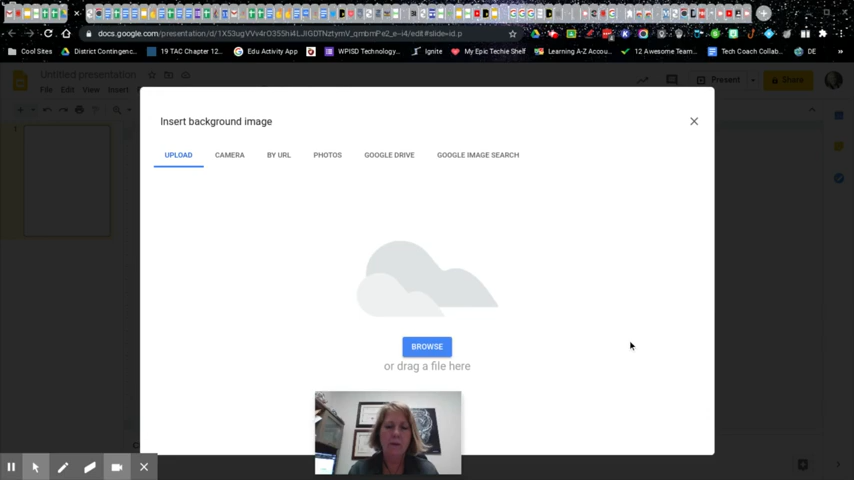 docs.google.com/presentation/d/1X53ugVVv4rO355hi4LJIGDTNztymV_qmbmPe2_e-i4/edit#slide=id.p
Cool Sites District Contingenc... 19 TAC Chapter 12... Edu Activity App WPISD Technology... Ignite My Epic Techie Shelf Learning A-Z Accou... 12 Awesome Team... Tech Coach Collab... DE
Untitled presentation
File Edit View Insert
Present Share
1
Insert background image
UPLOAD CAMERA BY URL PHOTOS GOOGLE DRIVE GOOGLE IMAGE SEARCH
BROWSE
or drag a file here